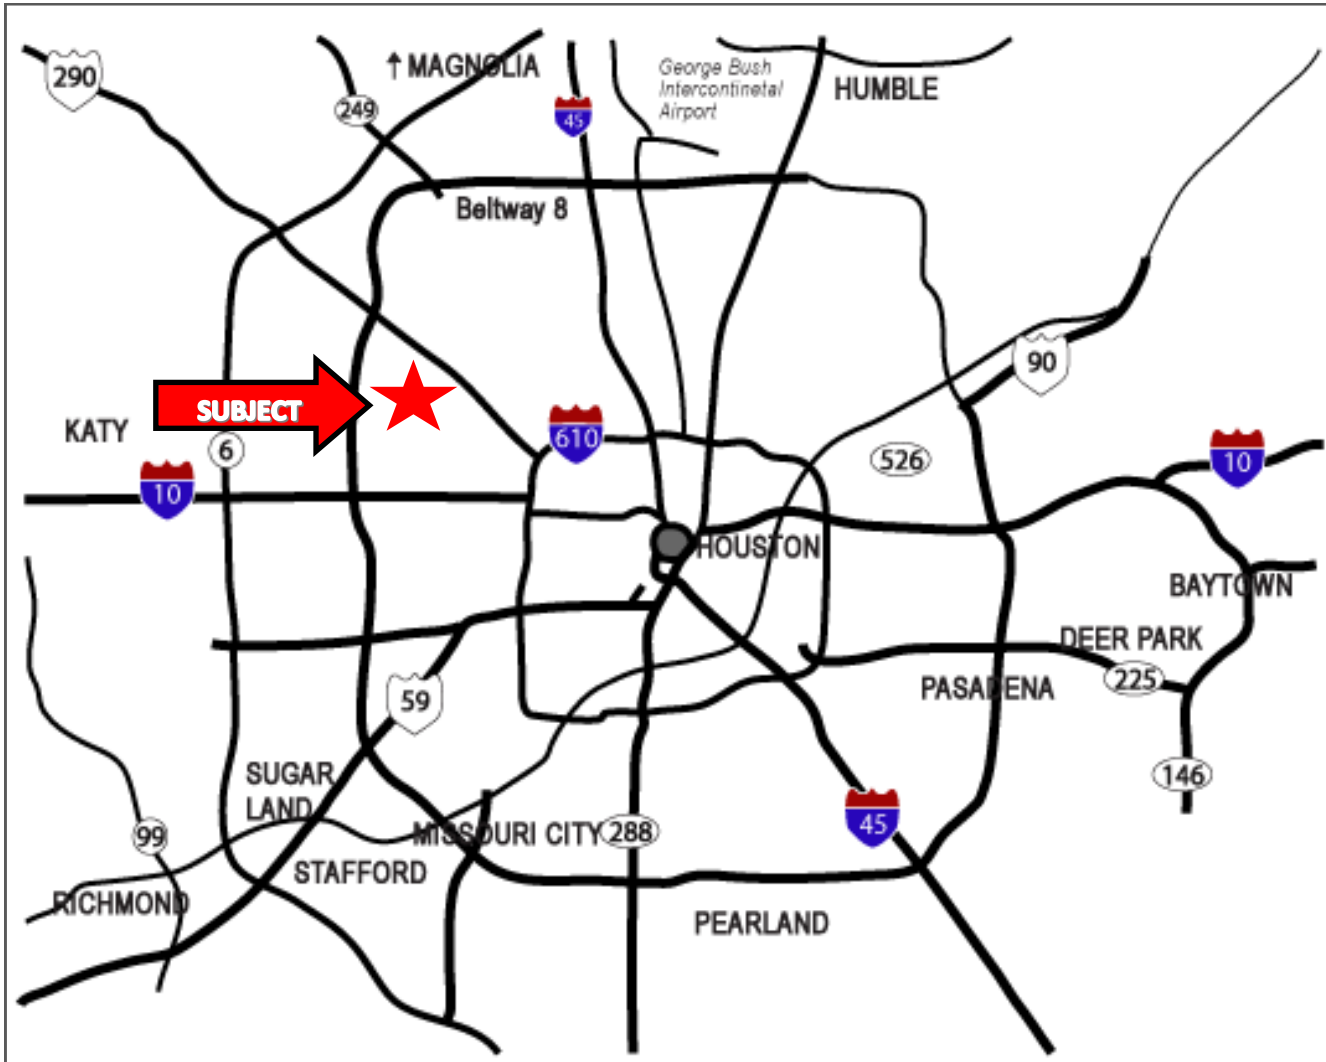 290
↑MAGNOLIA
249
45
George Bush
Intercontinetal
Airport
HUMBLE
Beltway 8
90
SUBJECT
KATY
6
610
526
10
10
HOUSTON
BAYTOWN
DEER PARK
225
PASADENA
59
SUGAR
LAND
146
99
MISSOURI CITY
288
45
STAFFORD
RICHMOND
PEARLAND